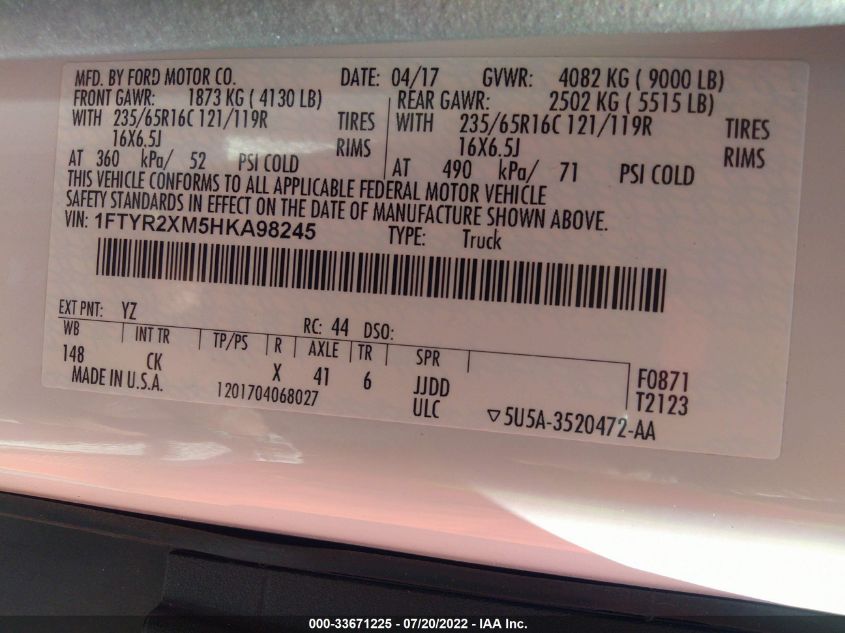 MFD. BY FORD MOTOR CO. DATE: 04/17 GVWR: 4082 KG ( 9000 LB)
FRONT GAWR: 1873 KG ( 4130 LB) REAR GAWR: 2502 KG ( 5515 LB)
WITH 235/65R16C 121/119R TIRES WITH 235/65R16C 121/119R TIRES
16X6.5J RIMS 16X6.5J RIMS
AT 360 kPa/ 52 PSI COLD AT 490 kPa/ 71 PSI COLD
THIS VEHICLE CONFORMS TO ALL APPLICABLE FEDERAL MOTOR VEHICLE
SAFETY STANDARDS IN EFFECT ON THE DATE OF MANUFACTURE SHOWN ABOVE.
VIN: 1FTYR2XM5HKA98245 TYPE: Truck
EXT PNT: YZ RC: 44 DSO:
WB INT TR TP/PS R AXLE TR SPR
148 CK X 41 6 JJDD F0871
MADE IN U.S.A. 1201704068027 ULC ▽5U5A-3520472-AA T2123
000-33671225 - 07/20/2022 - IAA Inc.